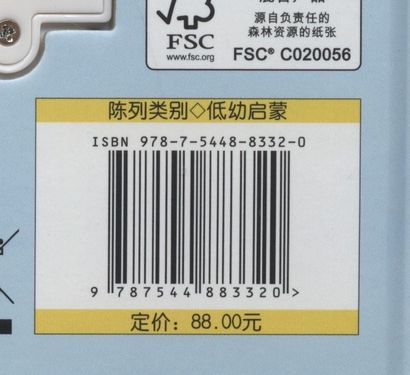 FSC
www.fsc.org
源自负责任的
森林资源的纸张
FSC® C020056
陈列类别◇低幼启蒙
ISBN 978-7-5448-8332-0
9 787544 883320 >
定价：88.00元